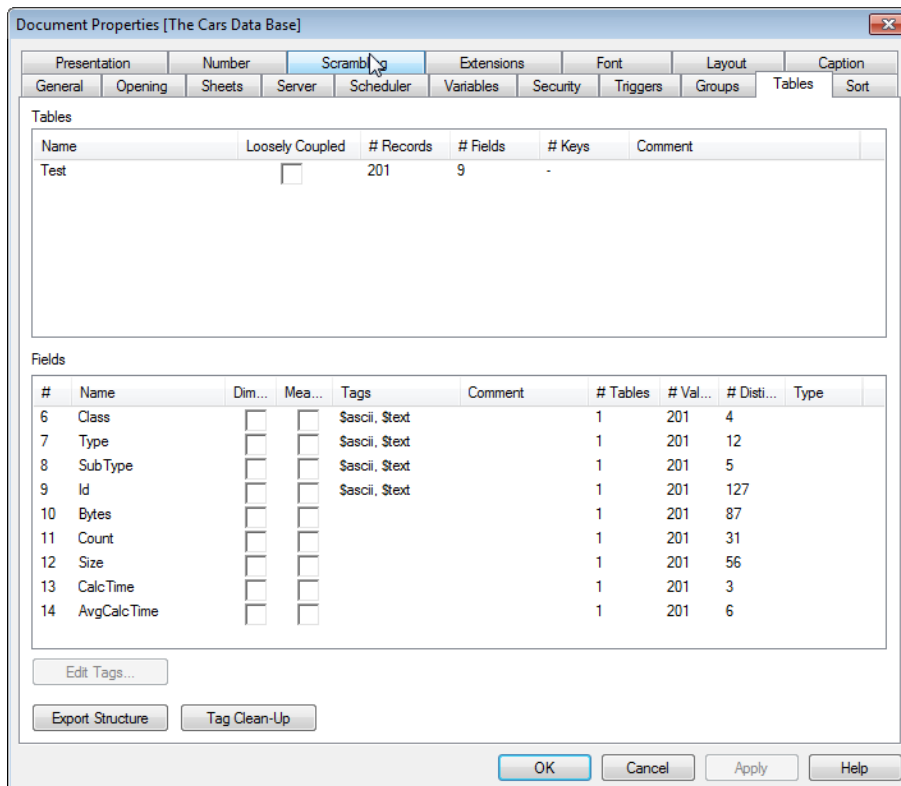 Document Properties [The Cars Data Base]
Presentation Number Scrambling Extensions Font Layout Caption
General Opening Sheets Server Scheduler Variables Security Triggers Groups Tables Sort
Tables
Name Loosely Coupled # Records # Fields # Keys Comment
Test 201 9 -
Fields
# Name Dim... Mea... Tags Comment # Tables # Val... # Disti... Type
6 Class $ascii, $text 1 201 4
7 Type $ascii, $text 1 201 12
8 SubType $ascii, $text 1 201 5
9 Id $ascii, $text 1 201 127
10 Bytes 1 201 87
11 Count 1 201 31
12 Size 1 201 56
13 CalcTime 1 201 3
14 AvgCalcTime 1 201 6
Edit Tags...
Export Structure Tag Clean-Up
OK Cancel Apply Help